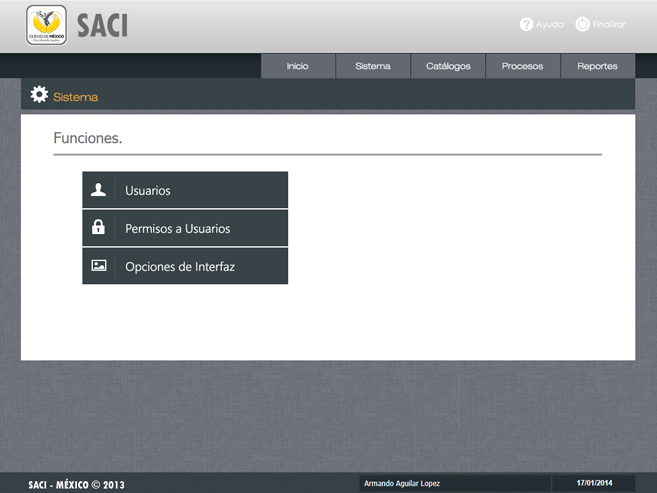 CIUDAD DE MÉXICO
SACI
Ayuda
Finalizar
Inicio
Sistema
Catálogos
Procesos
Reportes
Sistema
Funciones.
Usuarios
Permisos a Usuarios
Opciones de Interfaz
SACI - MÉXICO © 2013
Armando Aguilar Lopez
17/01/2014